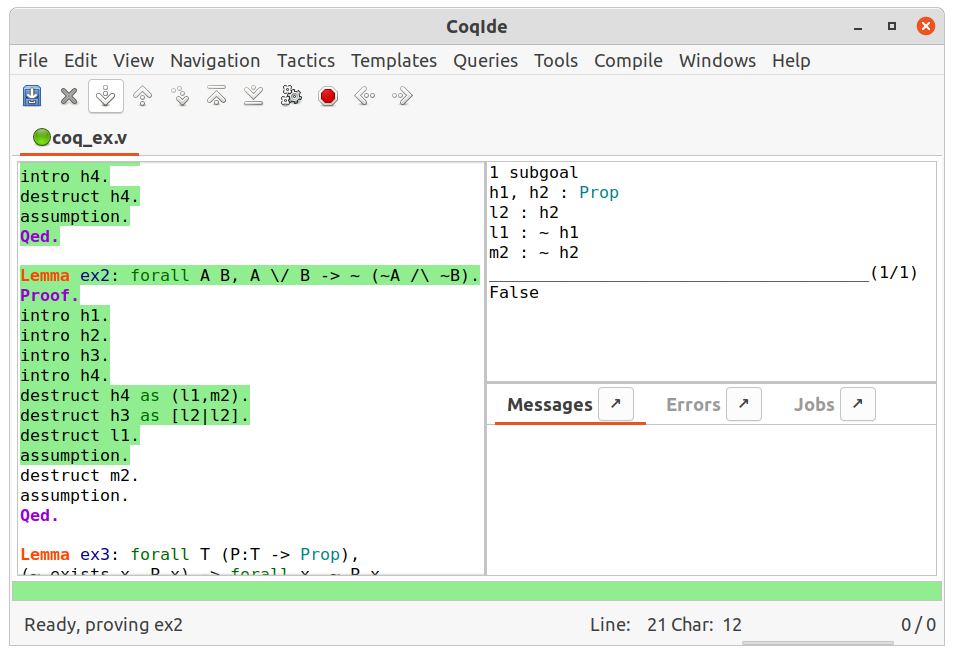 CoqIde
File Edit View Navigation Tactics Templates Queries Tools Compile Windows Help
coq_ex.v
intro h4.
destruct h4.
assumption.
Qed.
Lemma ex2: forall A B, A \/ B -> ~ (~A /\ ~B).
Proof.
intro h1.
intro h2.
intro h3.
intro h4.
destruct h4 as (l1,m2).
destruct h3 as [l2|l2].
destruct l1.
assumption.
destruct m2.
assumption.
Qed.
Lemma ex3: forall T (P:T -> Prop),
(~ exists x, P x) -> forall x, ~ P x
1 subgoal
h1, h2 : Prop
l2 : h2
l1 : ~ h1
m2 : ~ h2
(1/1)
False
Messages Errors Jobs
Ready, proving ex2 Line: 21 Char: 12 0 / 0